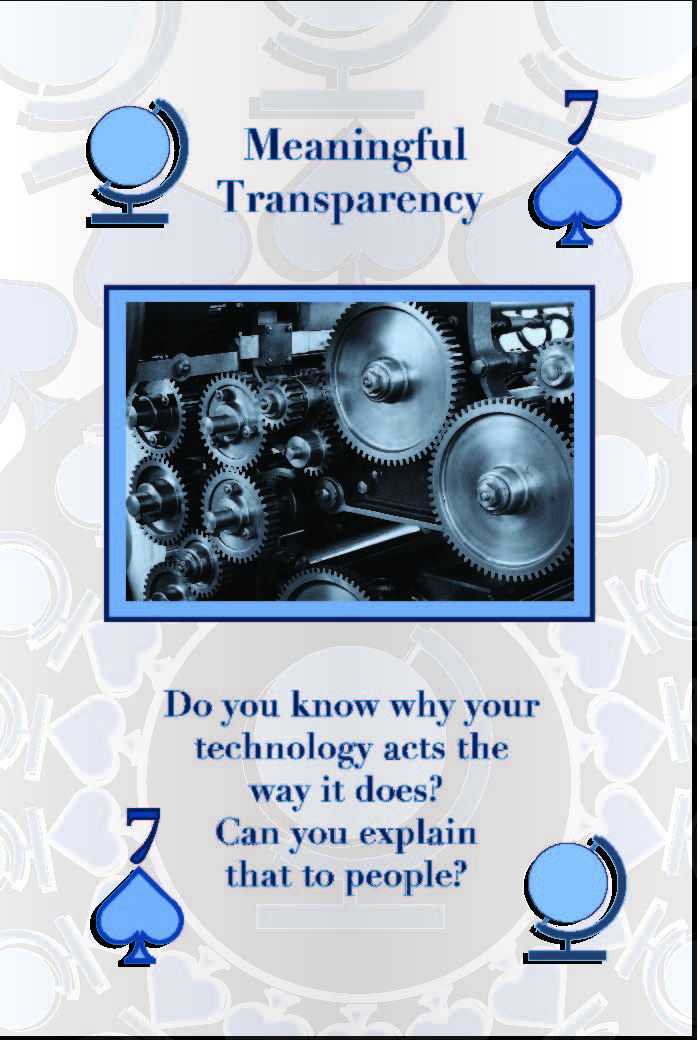 7
Meaningful
Transparency
Do you know why your
technology acts the
way it does?
Can you explain
that to people?
7